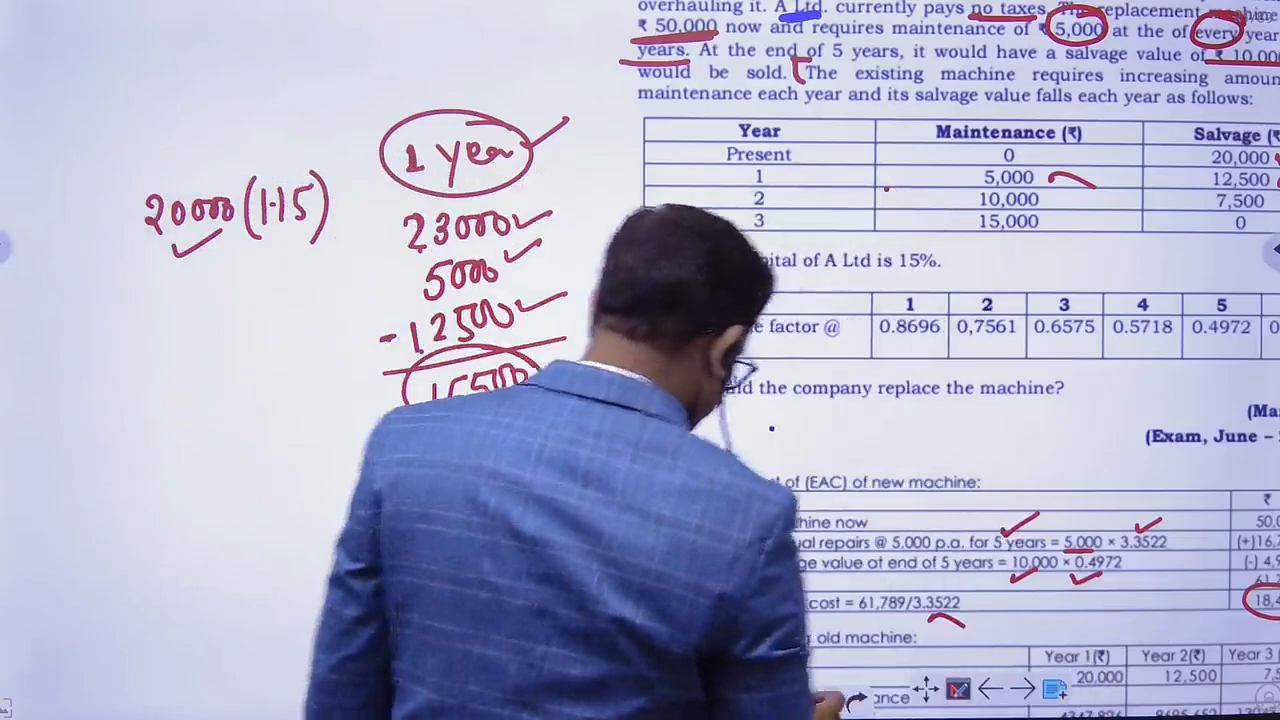 overhauling it. A Ltd. currently pays no taxes. The replacement machine
₹ 50,000 now and requires maintenance of ₹ 5,000 at the of every year
years. At the end of 5 years, it would have a salvage value of ₹ 10,000
would be sold. The existing machine requires increasing amoun
maintenance each year and its salvage value falls each year as follows:
Year Maintenance (₹) Salvage (₹
Present 0 20,000
1 5,000 12,500
2 10,000 7,500
3 15,000 0
1 year
20000 (1.15)
23000
5000
- 12500
15500
ital of A Ltd is 15%.
1 2 3 4 5
e factor @ 0.8696 0,7561 0.6575 0.5718 0.4972 0
ld the company replace the machine?
(Ma
(Exam, June –
t of (EAC) of new machine:
₹
hine now 50,
ual repairs @ 5,000 p.a. for 5 years = 5,000 × 3.3522 (+)16,7
ge value at end of 5 years = 10,000 × 0.4972 (-) 4,9
cost = 61,789/3.3522 18,4
old machine:
Year 1(₹) Year 2(₹) Year 3
20,000 12,500 7,5
ance